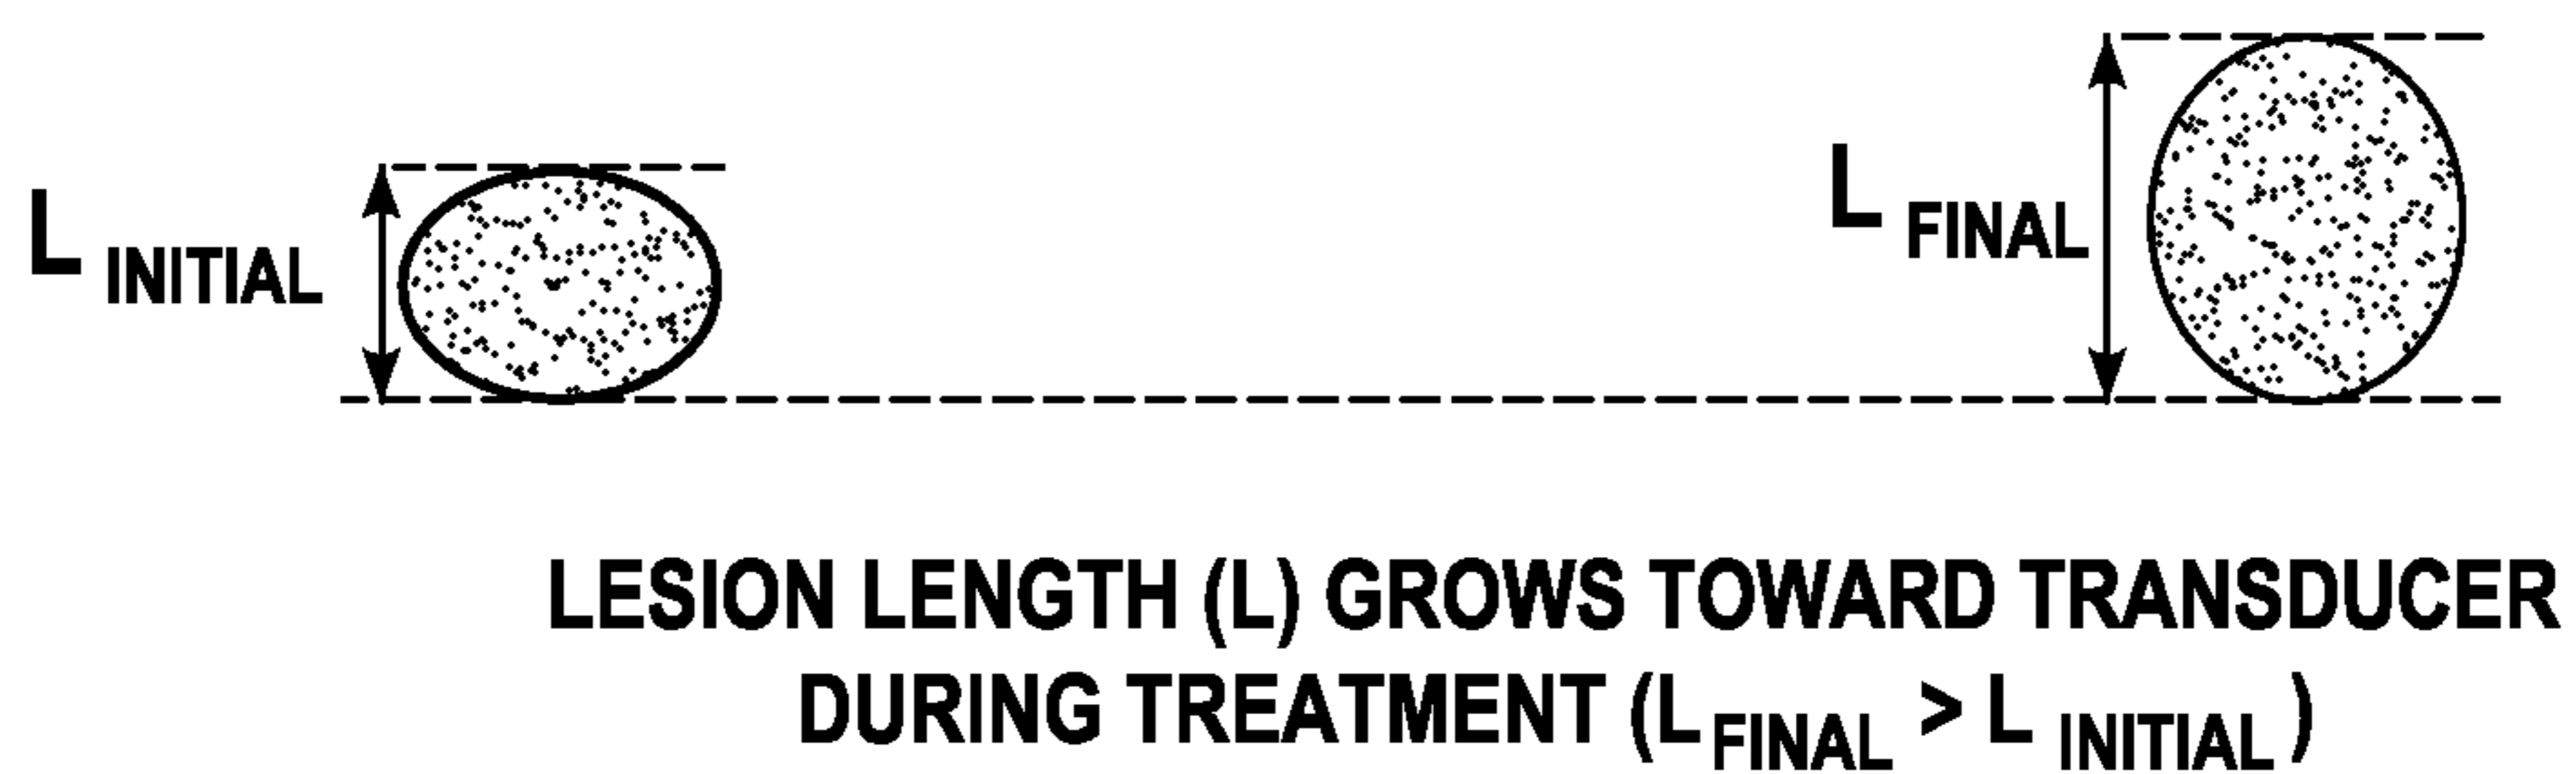 L INITIAL
L FINAL
LESION LENGTH (L) GROWS TOWARD TRANSDUCER
DURING TREATMENT (L FINAL > L INITIAL)